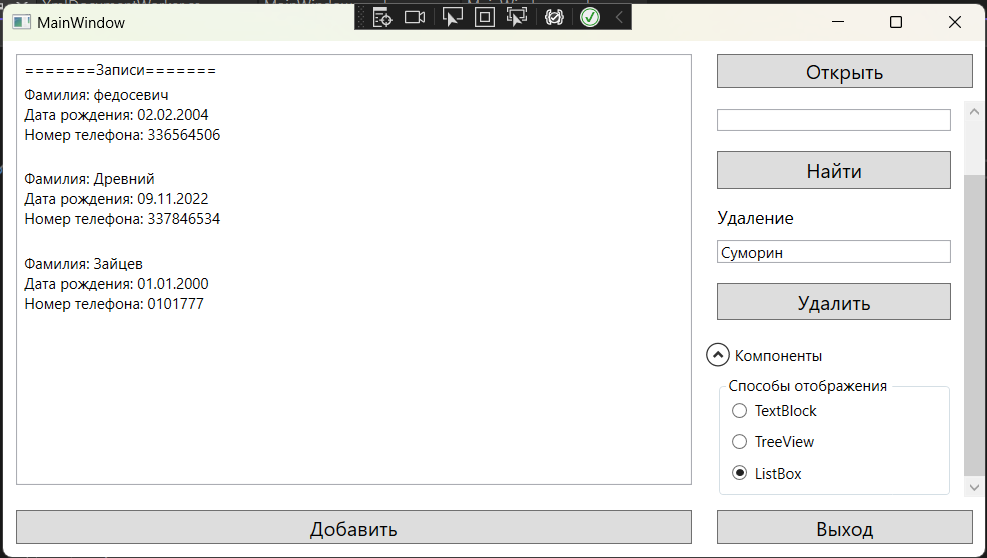 MainWindow
=======Записи=======
Фамилия: федосевич
Дата рождения: 02.02.2004
Номер телефона: 336564506
Фамилия: Древний
Дата рождения: 09.11.2022
Номер телефона: 337846534
Фамилия: Зайцев
Дата рождения: 01.01.2000
Номер телефона: 0101777
Добавить
Открыть
Найти
Удаление
Суморин
Удалить
Компоненты
Способы отображения
TextBlock
TreeView
ListBox
Выход